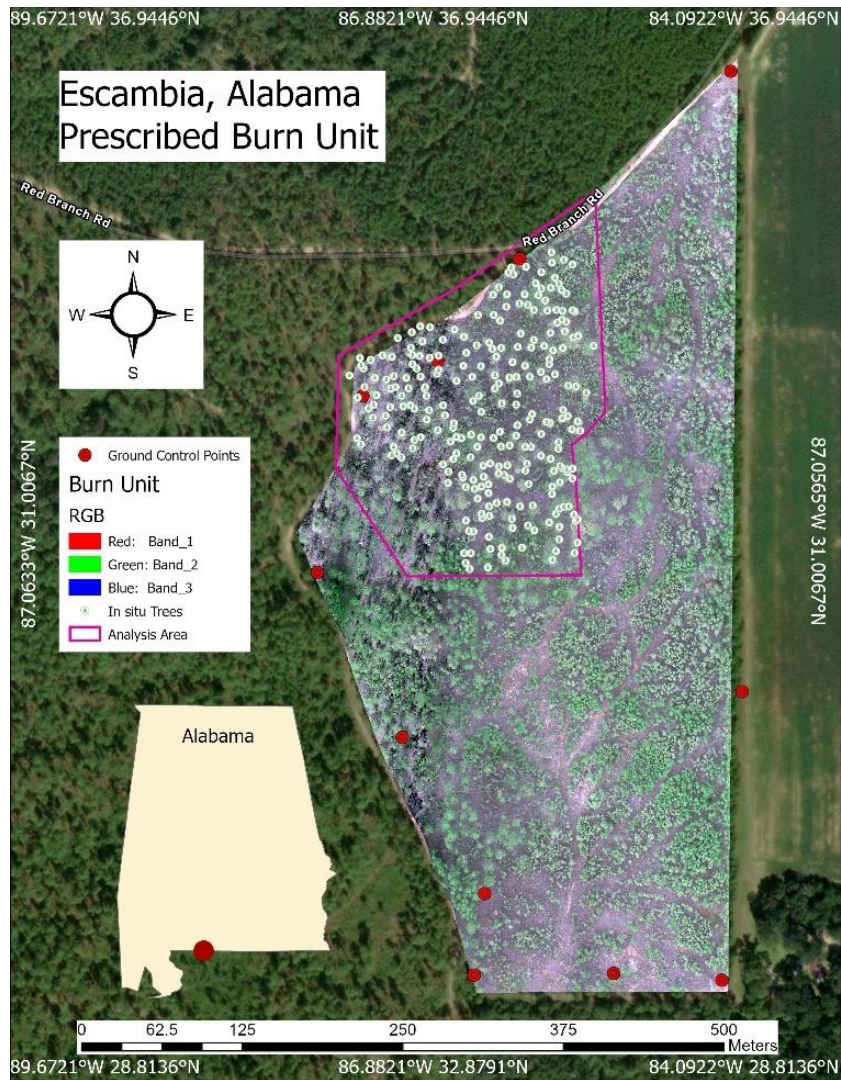 89.6721°W 36.9446°N
86.8821°W 36.9446°N
84.0922°W 36.9446°N
Escambia, Alabama
Prescribed Burn Unit
Red Branch Rd
Red Branch Rd
N
W
E
S
87.0633°W 31.0067°N
87.0565°W 31.0067°N
Ground Control Points
Burn Unit
RGB
Red: Band_1
Green: Band_2
Blue: Band_3
In situ Trees
Analysis Area
Alabama
0 62.5 125 250 375 500
Meters
89.6721°W 28.8136°N
86.8821°W 32.8791°N
84.0922°W 28.8136°N